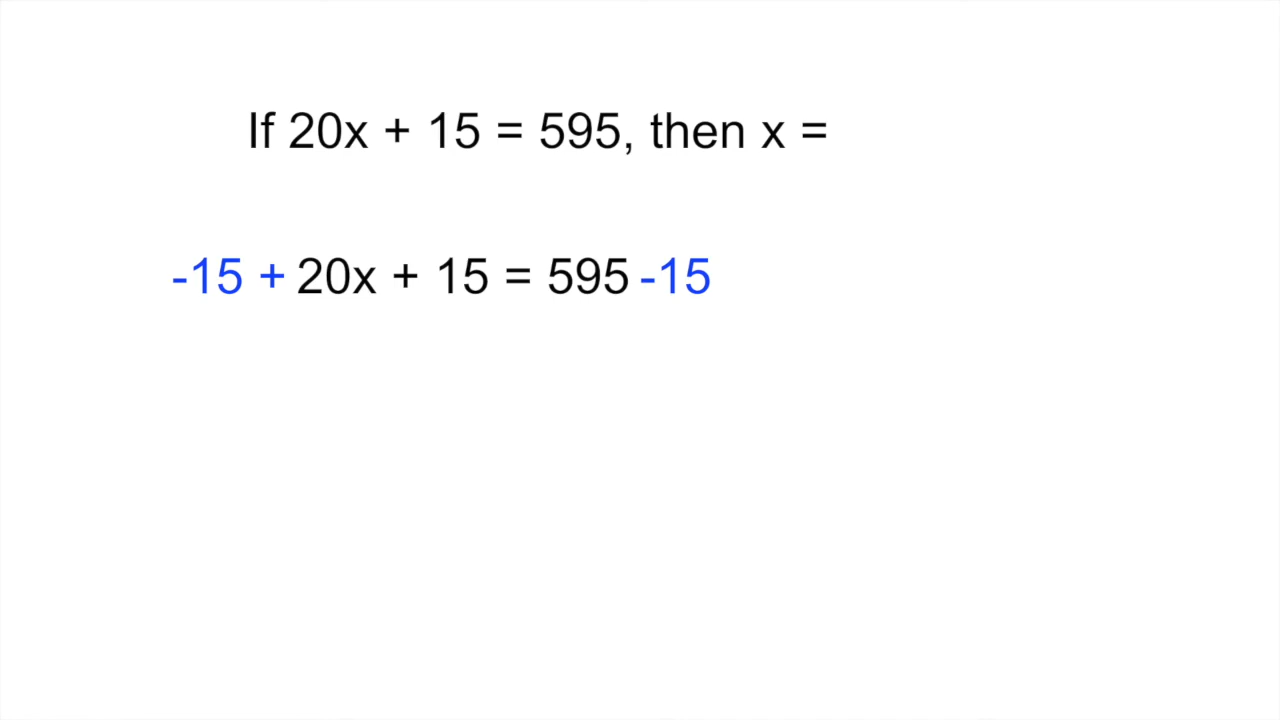 If 20x + 15 = 595, then x =
-15 + 20x + 15 = 595 -15